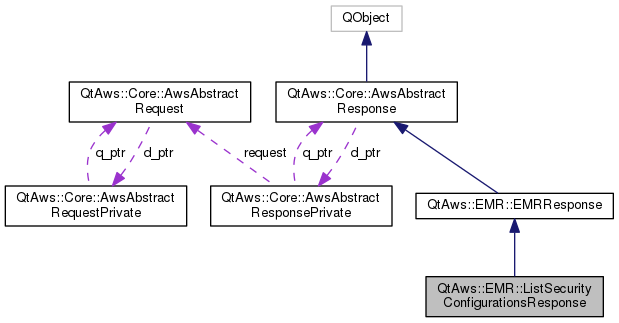 QObject
QtAws::Core::AwsAbstract
Request
QtAws::Core::AwsAbstract
Response
q_ptr
d_ptr
request
q_ptr
d_ptr
QtAws::Core::AwsAbstract
RequestPrivate
QtAws::Core::AwsAbstract
ResponsePrivate
QtAws::EMR::EMRResponse
QtAws::EMR::ListSecurity
ConfigurationsResponse